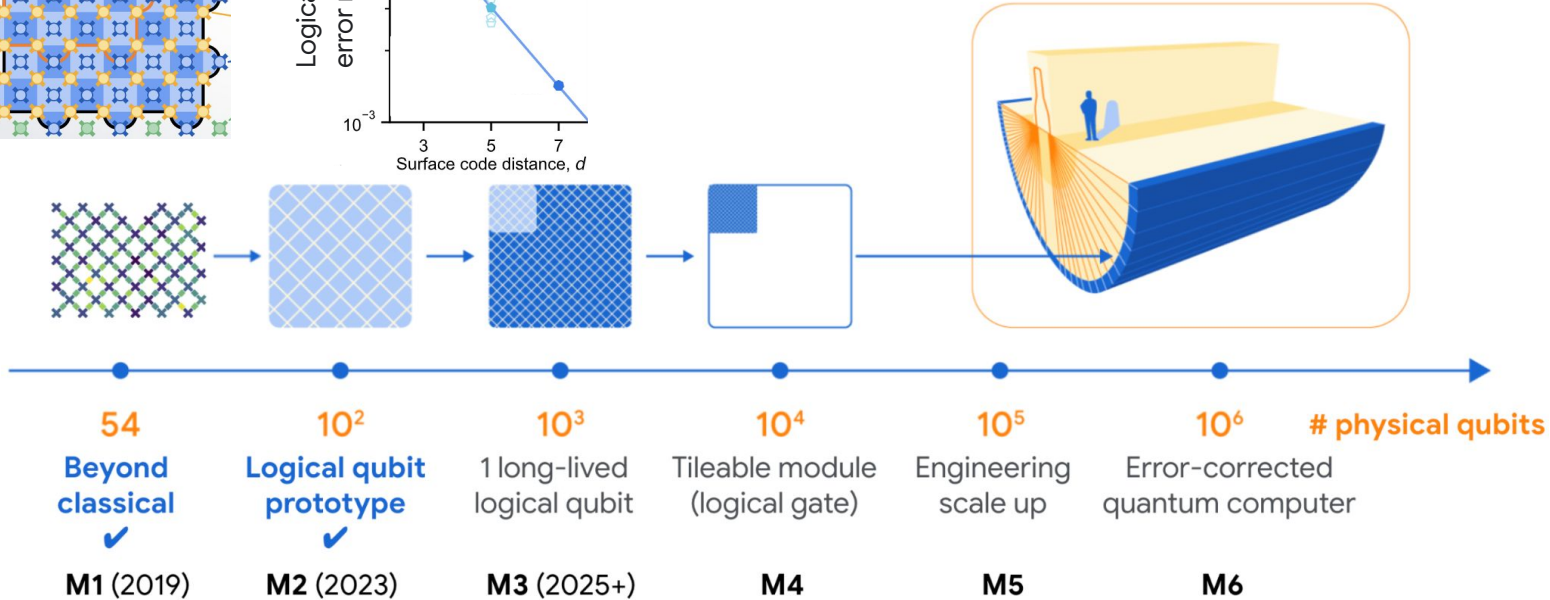 Logic
error
10⁻³
3 5 7
Surface code distance, d
54 10² 10³ 10⁴ 10⁵ 10⁶ # physical qubits
Beyond classical
✔
Logical qubit prototype
✔
1 long-lived logical qubit
Tileable module (logical gate)
Engineering scale up
Error-corrected quantum computer
M1 (2019) M2 (2023) M3 (2025+) M4 M5 M6